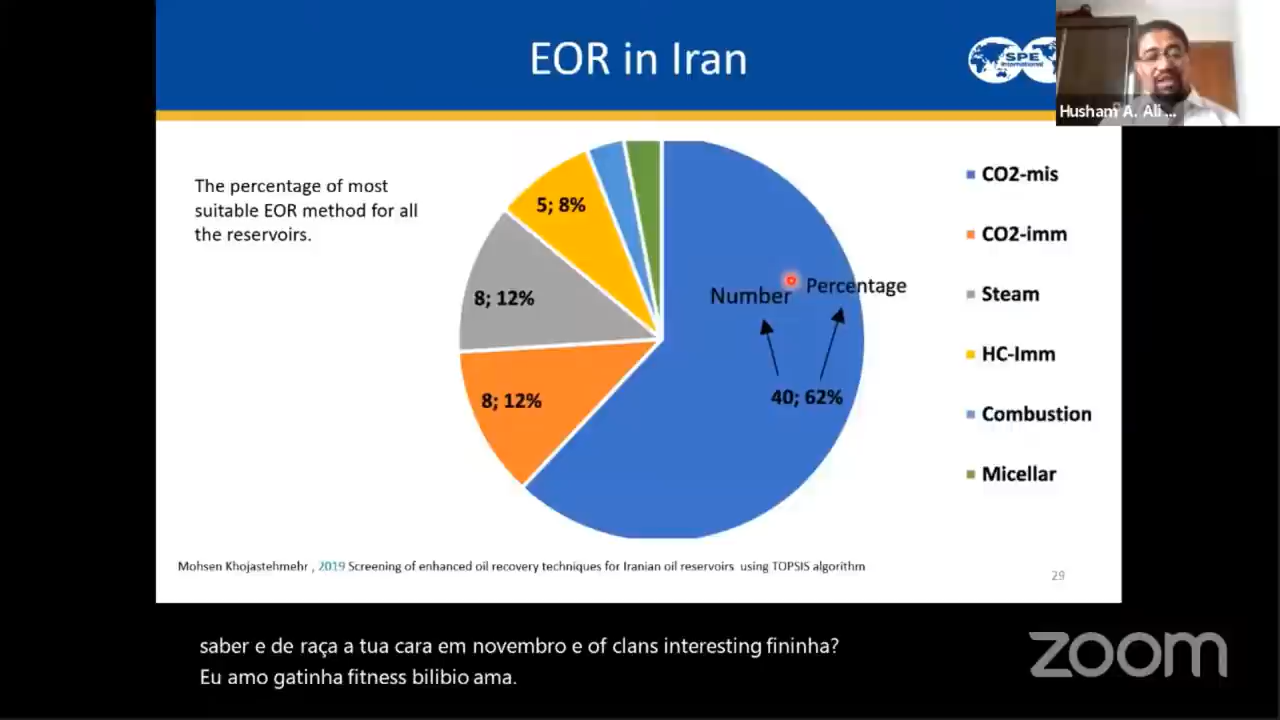 EOR in Iran
SPE
International
Husham A. Ali ...
The percentage of most
suitable EOR method for all
the reservoirs.
5; 8%
8; 12%
8; 12%
Number
Percentage
40; 62%
CO2-mis
CO2-imm
Steam
HC-Imm
Combustion
Micellar
Mohsen Khojastehmehr , 2019 Screening of enhanced oil recovery techniques for Iranian oil reservoirs using TOPSIS algorithm
29
saber e de raça a tua cara em novembro e of clans interesting fininha?
Eu amo gatinha fitness bilibio ama.
zoom